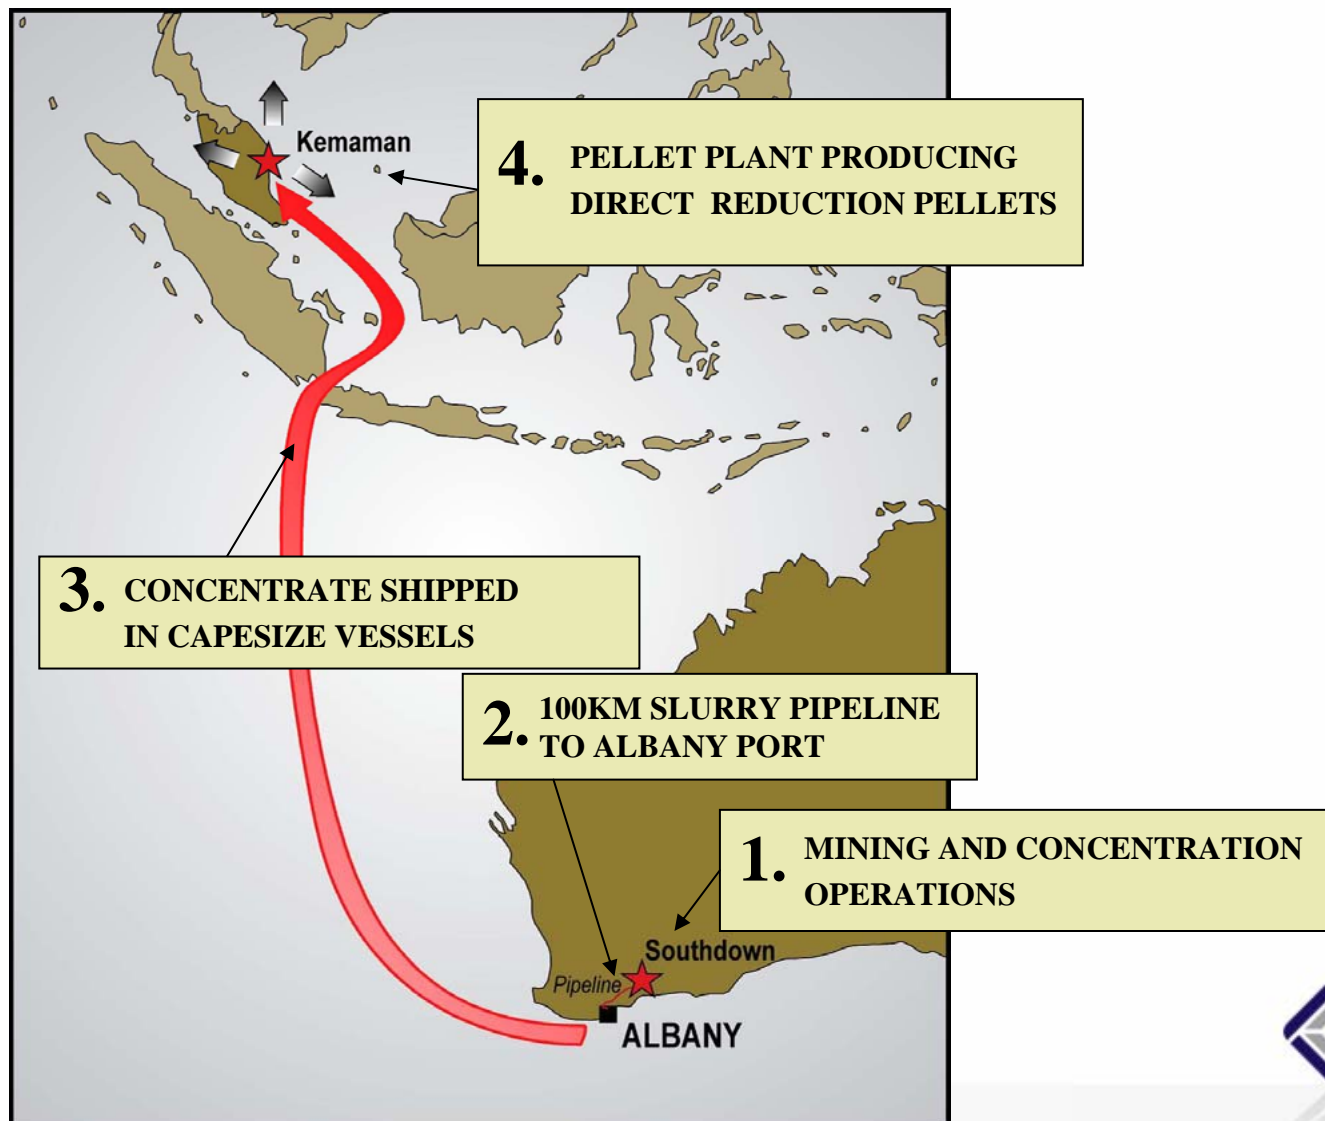 Kemaman
4. PELLET PLANT PRODUCING
DIRECT REDUCTION PELLETS
3. CONCENTRATE SHIPPED
IN CAPESIZE VESSELS
2. 100KM SLURRY PIPELINE
TO ALBANY PORT
1. MINING AND CONCENTRATION
OPERATIONS
Southdown
Pipeline
ALBANY